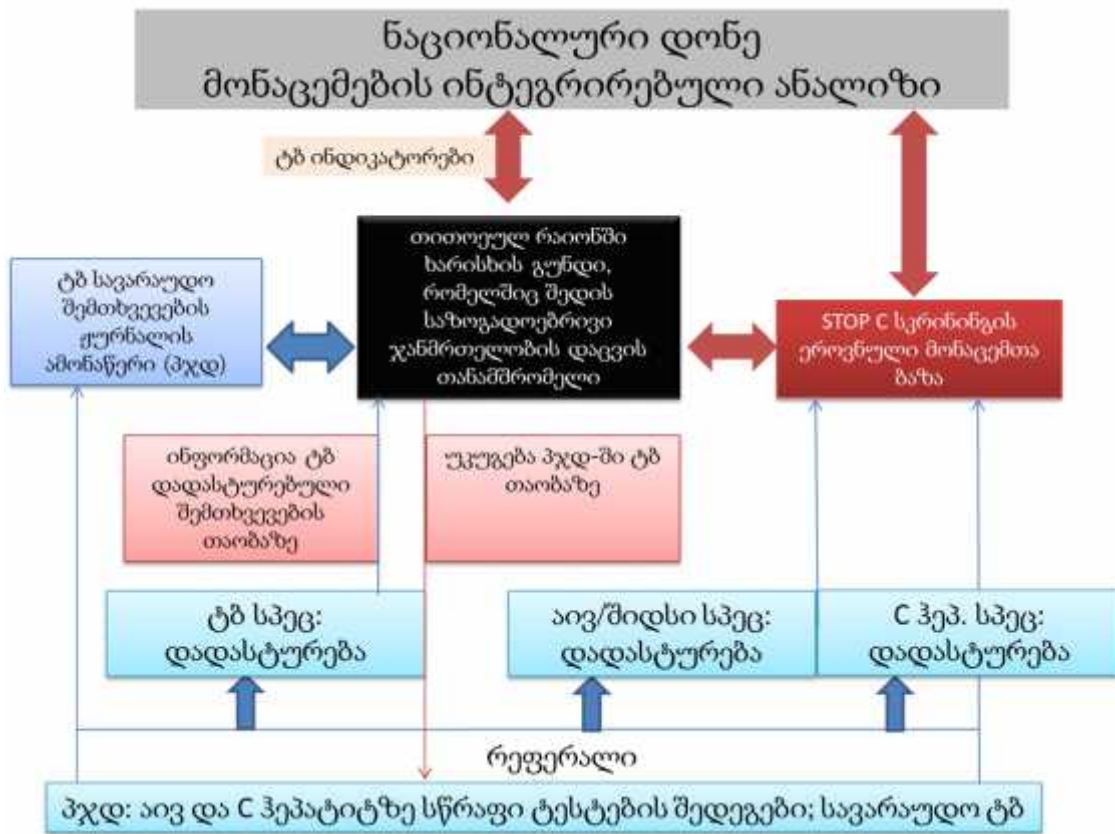 ნაციონალური დონე
მონაცემების ინტეგრირებული ანალიზი
ტბ ინდიკატორები
თითოეულ რაიონში
ხარისხის გუნდი,
რომელშიც შედის
საზოგადოებრივი
ჯანმრთელობის დაცვის
თანამშრომელი
ტბ სავარაუდო
შემთხვევების
ჟურნალის
ამონაწერი (პჯდ)
STOP C სკრინინგის
ეროვნული მონაცემთა
ბაზა
ინფორმაცია ტბ
დადასტურებული
შემთხვევების
თაობაზე
უკუგება პჯდ-ში ტბ
თაობაზე
ტბ სპეც:
დადასტურება
აივ/შიდსი სპეც:
დადასტურება
C ჰეპ. სპეც:
დადასტურება
რეფერალი
პჯდ: აივ და C ჰეპატიტზე სწრაფი ტესტების შედეგები; სავარაუდო ტბ